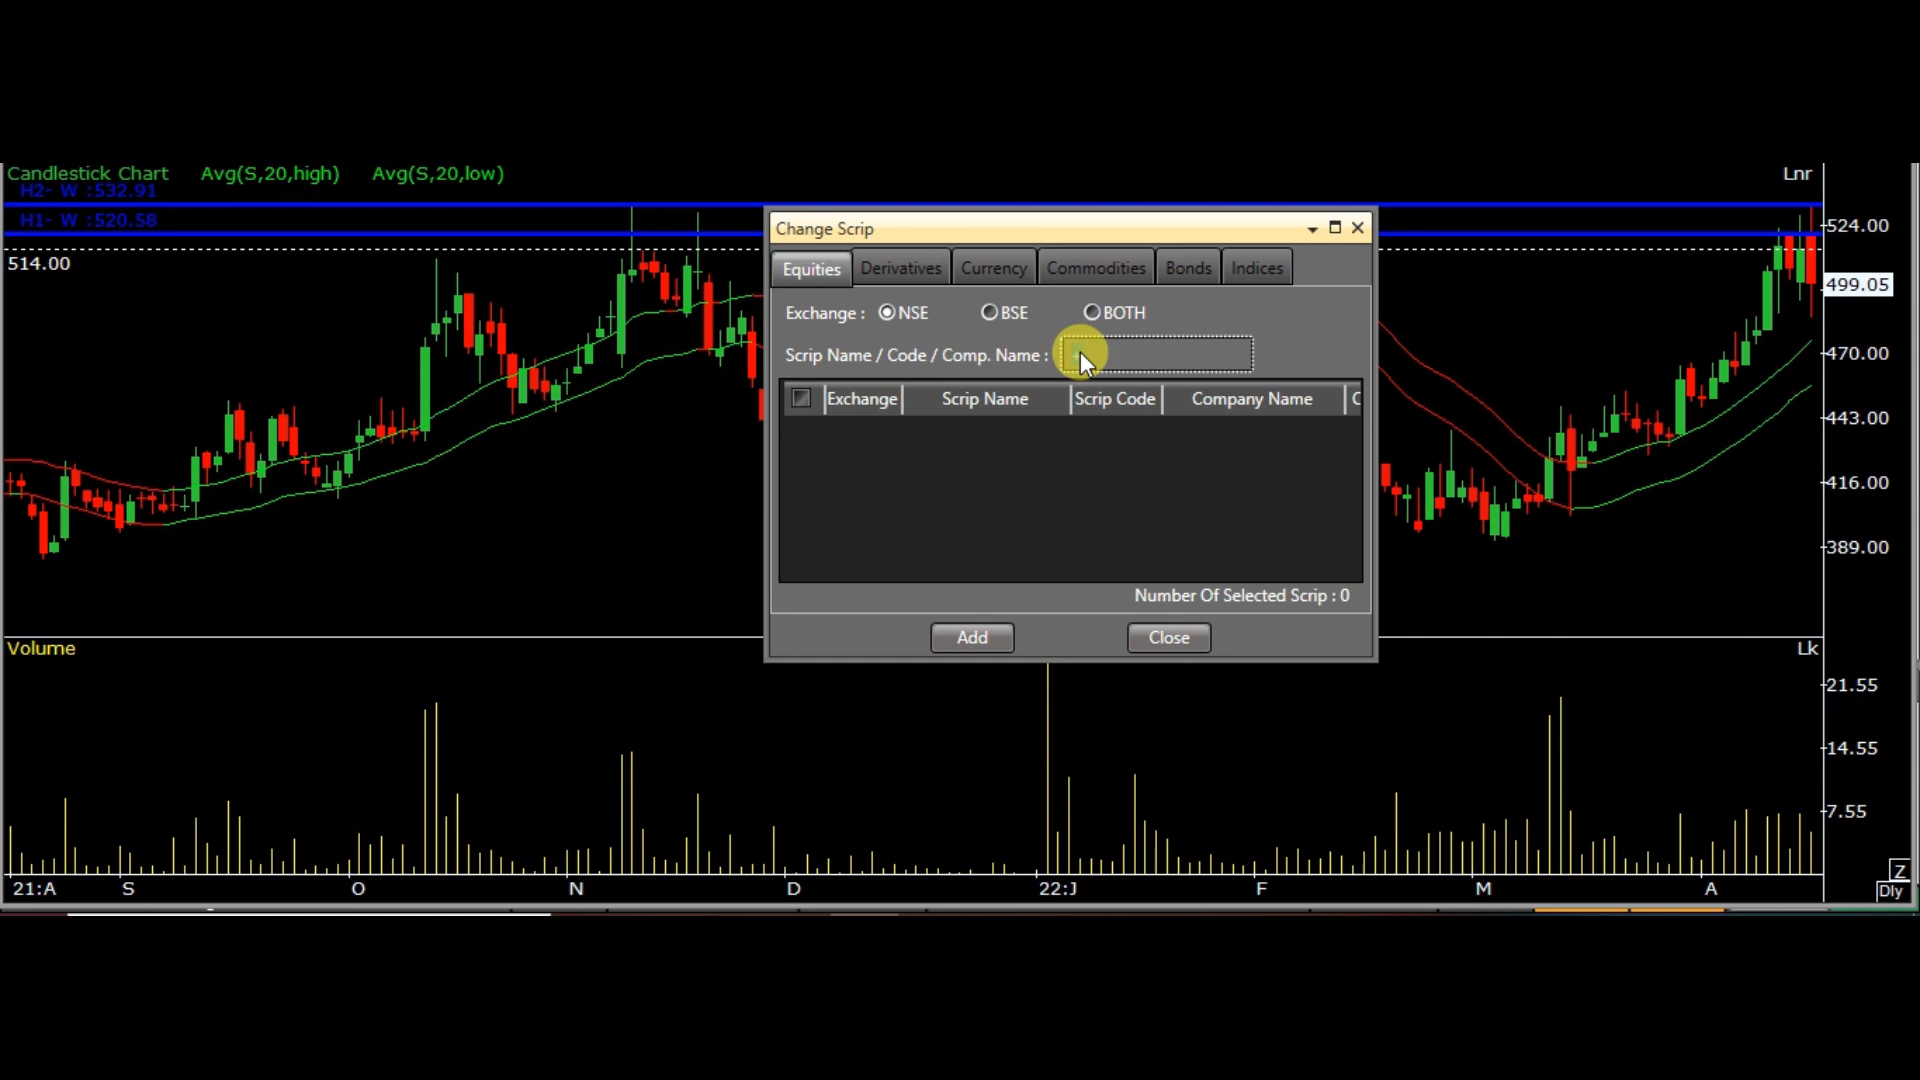 Candlestick Chart Avg(S,20,high) Avg(S,20,low) Lnr
H2- W :532.91
H1- W :520.58
514.00
Change Scrip
Equities Derivatives Currency Commodities Bonds Indices
Exchange : NSE BSE BOTH
Scrip Name / Code / Comp. Name :
Exchange Scrip Name Scrip Code Company Name C
Number Of Selected Scrip : 0
Add Close
524.00
499.05
470.00
443.00
416.00
389.00
Volume Lk
21.55
14.55
7.55
Z
21:A S O N D 22:J F M A Dly